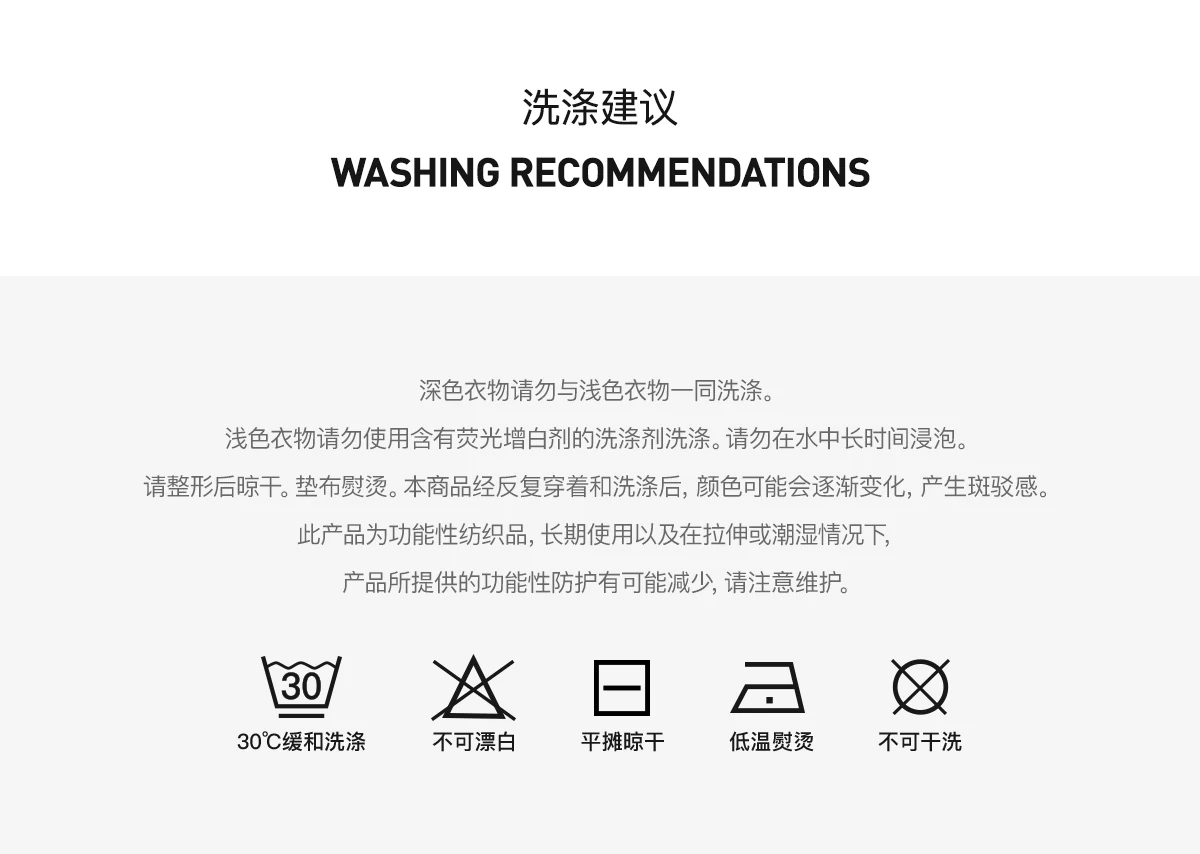 洗涤建议
WASHING RECOMMENDATIONS
深色衣物请勿与浅色衣物一同洗涤。
浅色衣物请勿使用含有荧光增白剂的洗涤剂洗涤。请勿在水中长时间浸泡。
请整形后晾干。垫布熨烫。本商品经反复穿着和洗涤后, 颜色可能会逐渐变化, 产生斑驳感。
此产品为功能性纺织品, 长期使用以及在拉伸或潮湿情况下,
产品所提供的功能性防护有可能减少, 请注意维护。
30
30℃缓和洗涤 不可漂白 平摊晾干 低温熨烫 不可干洗